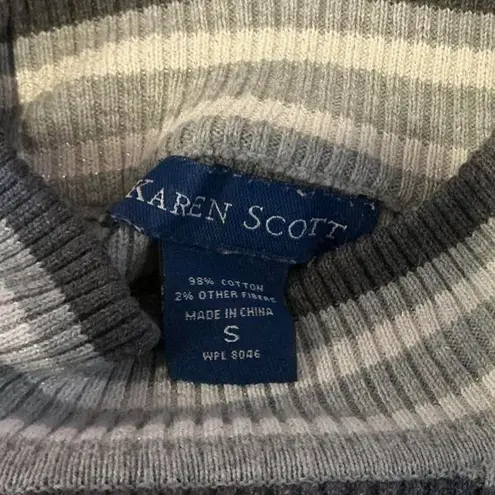 KAREN SCOTT
98% COTTON
2% OTHER FIBERS
MADE IN CHINA
S
WPL 8046